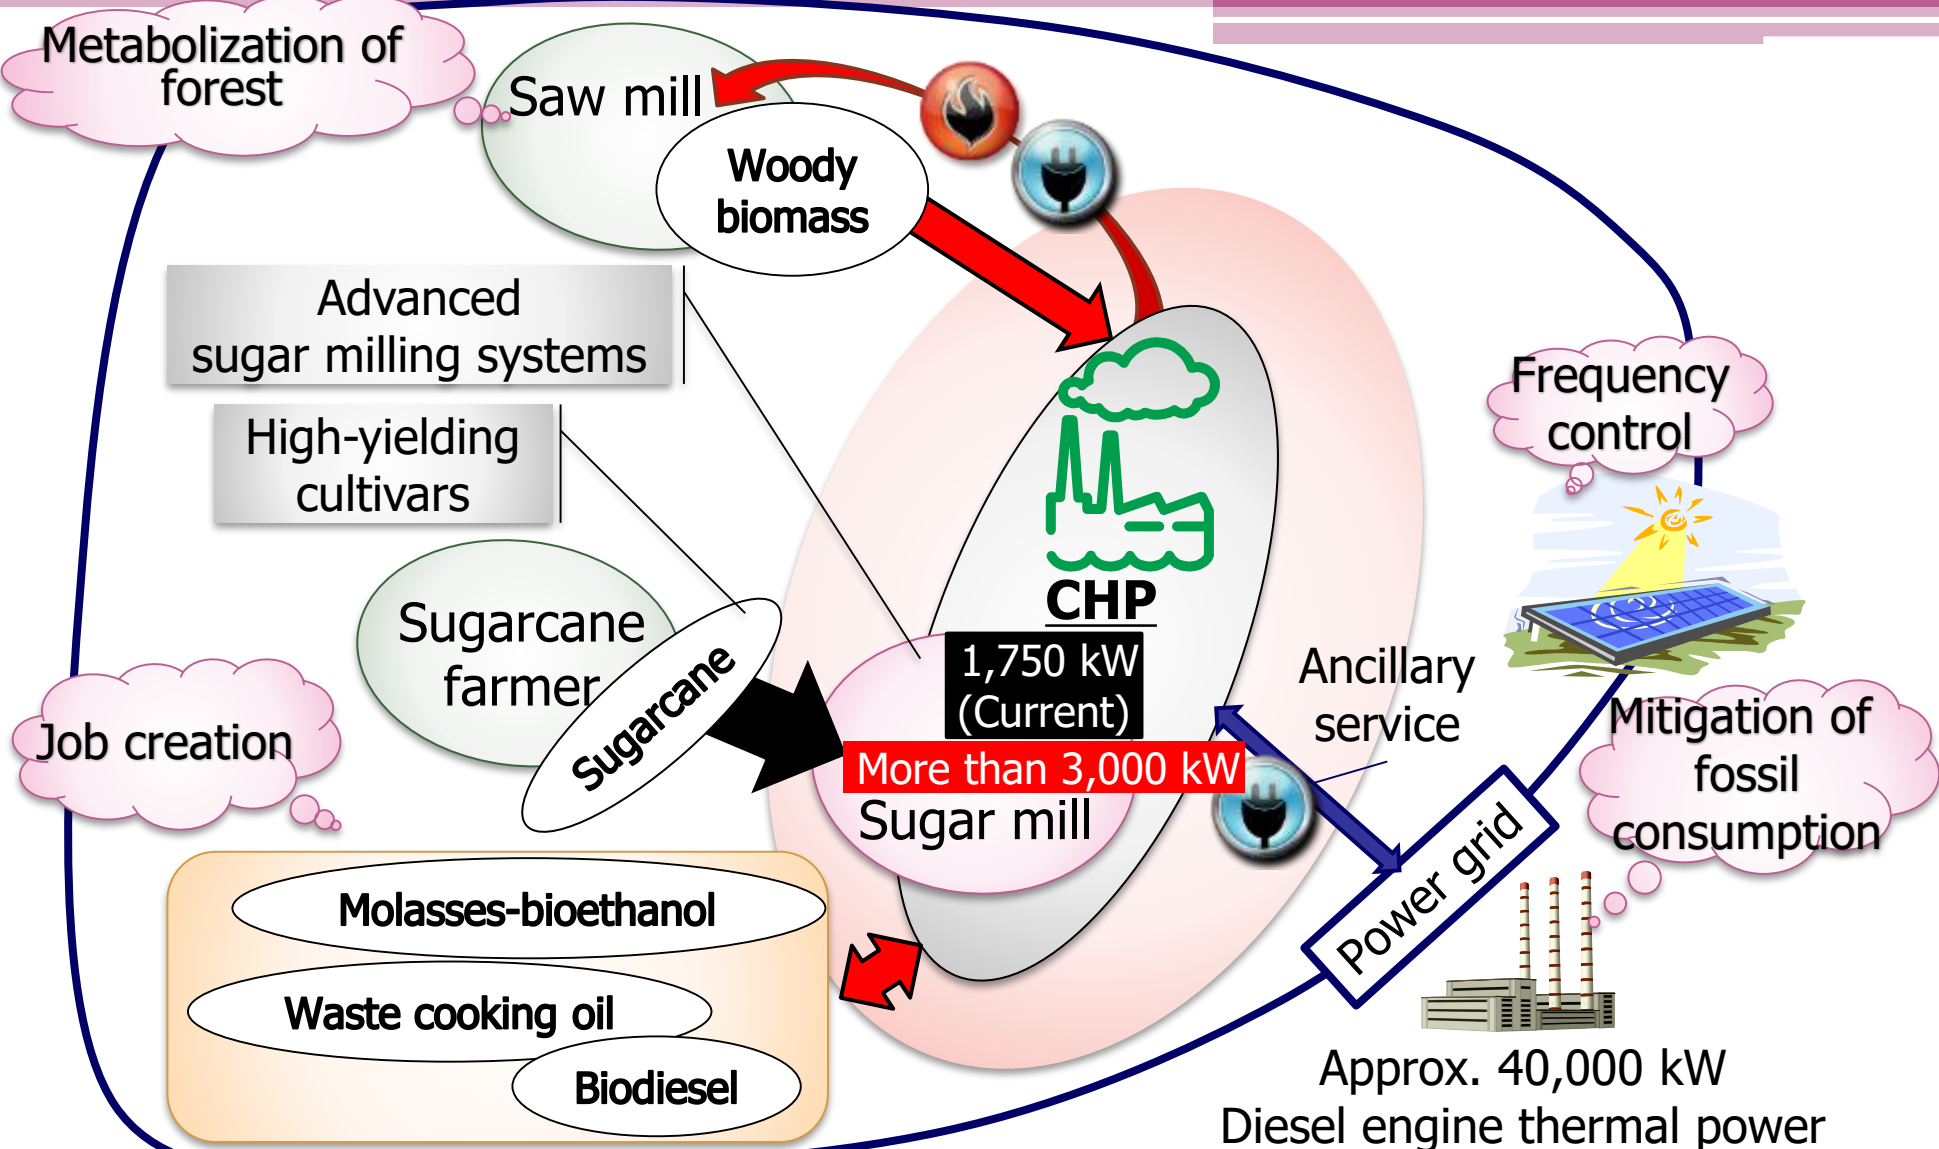 Metabolization of
forest
Saw mill
Woody
biomass
Advanced
sugar milling systems
High-yielding
cultivars
Frequency
control
CHP
Sugarcane
farmer
Sugarcane
1,750 kW
(Current)
More than 3,000 kW
Sugar mill
Ancillary
service
Job creation
Mitigation of
fossil
consumption
Power grid
Molasses-bioethanol
Waste cooking oil
Biodiesel
Approx. 40,000 kW
Diesel engine thermal power